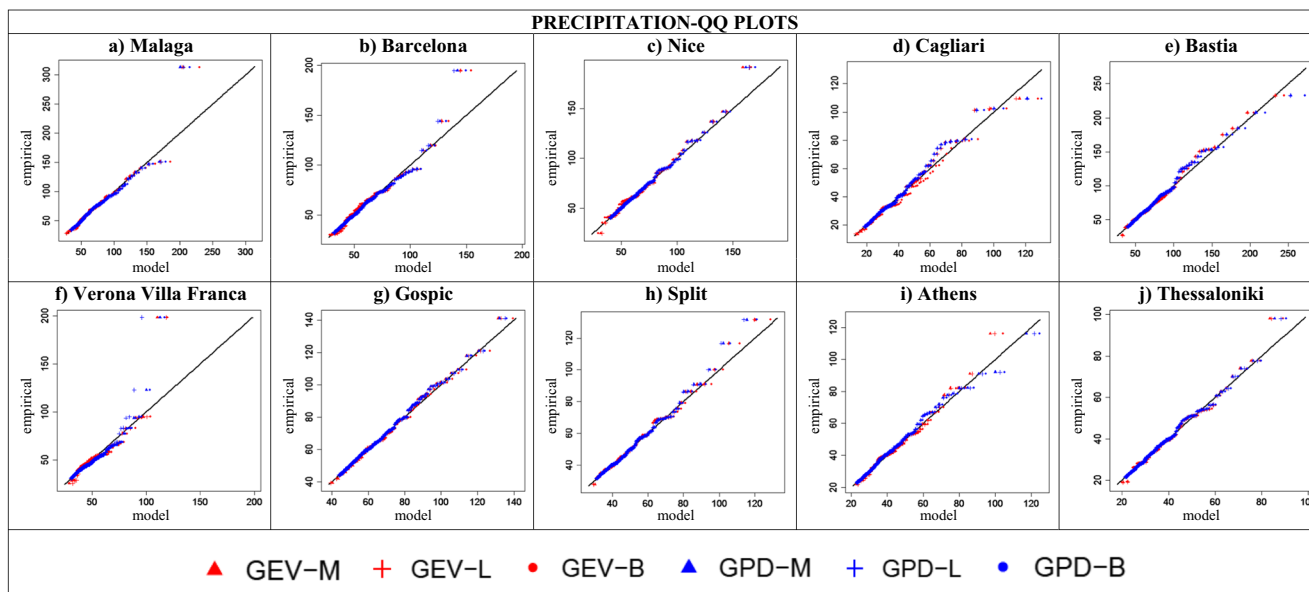 PRECIPITATION-QQ PLOTS
a) Malaga
b) Barcelona
c) Nice
d) Cagliari
e) Bastia
empirical
300
250
200
150
100
50
50 100 150 200 250 300
model
empirical
200
150
100
50
50 100 150 200
model
empirical
150
100
50
50 100 150
model
empirical
120
100
80
60
40
20
20 40 60 80 100 120
model
empirical
250
200
150
100
50
50 100 150 200 250
model
f) Verona Villa Franca
g) Gospic
h) Split
i) Athens
j) Thessaloniki
empirical
200
150
100
50
50 100 150 200
model
empirical
140
120
100
80
60
40
40 60 80 100 120 140
model
empirical
120
100
80
60
40
40 60 80 100 120
model
empirical
120
100
80
60
40
20
20 40 60 80 100 120
model
empirical
100
80
60
40
20
20 40 60 80 100
model
GEV-M GEV-L GEV-B GPD-M GPD-L GPD-B